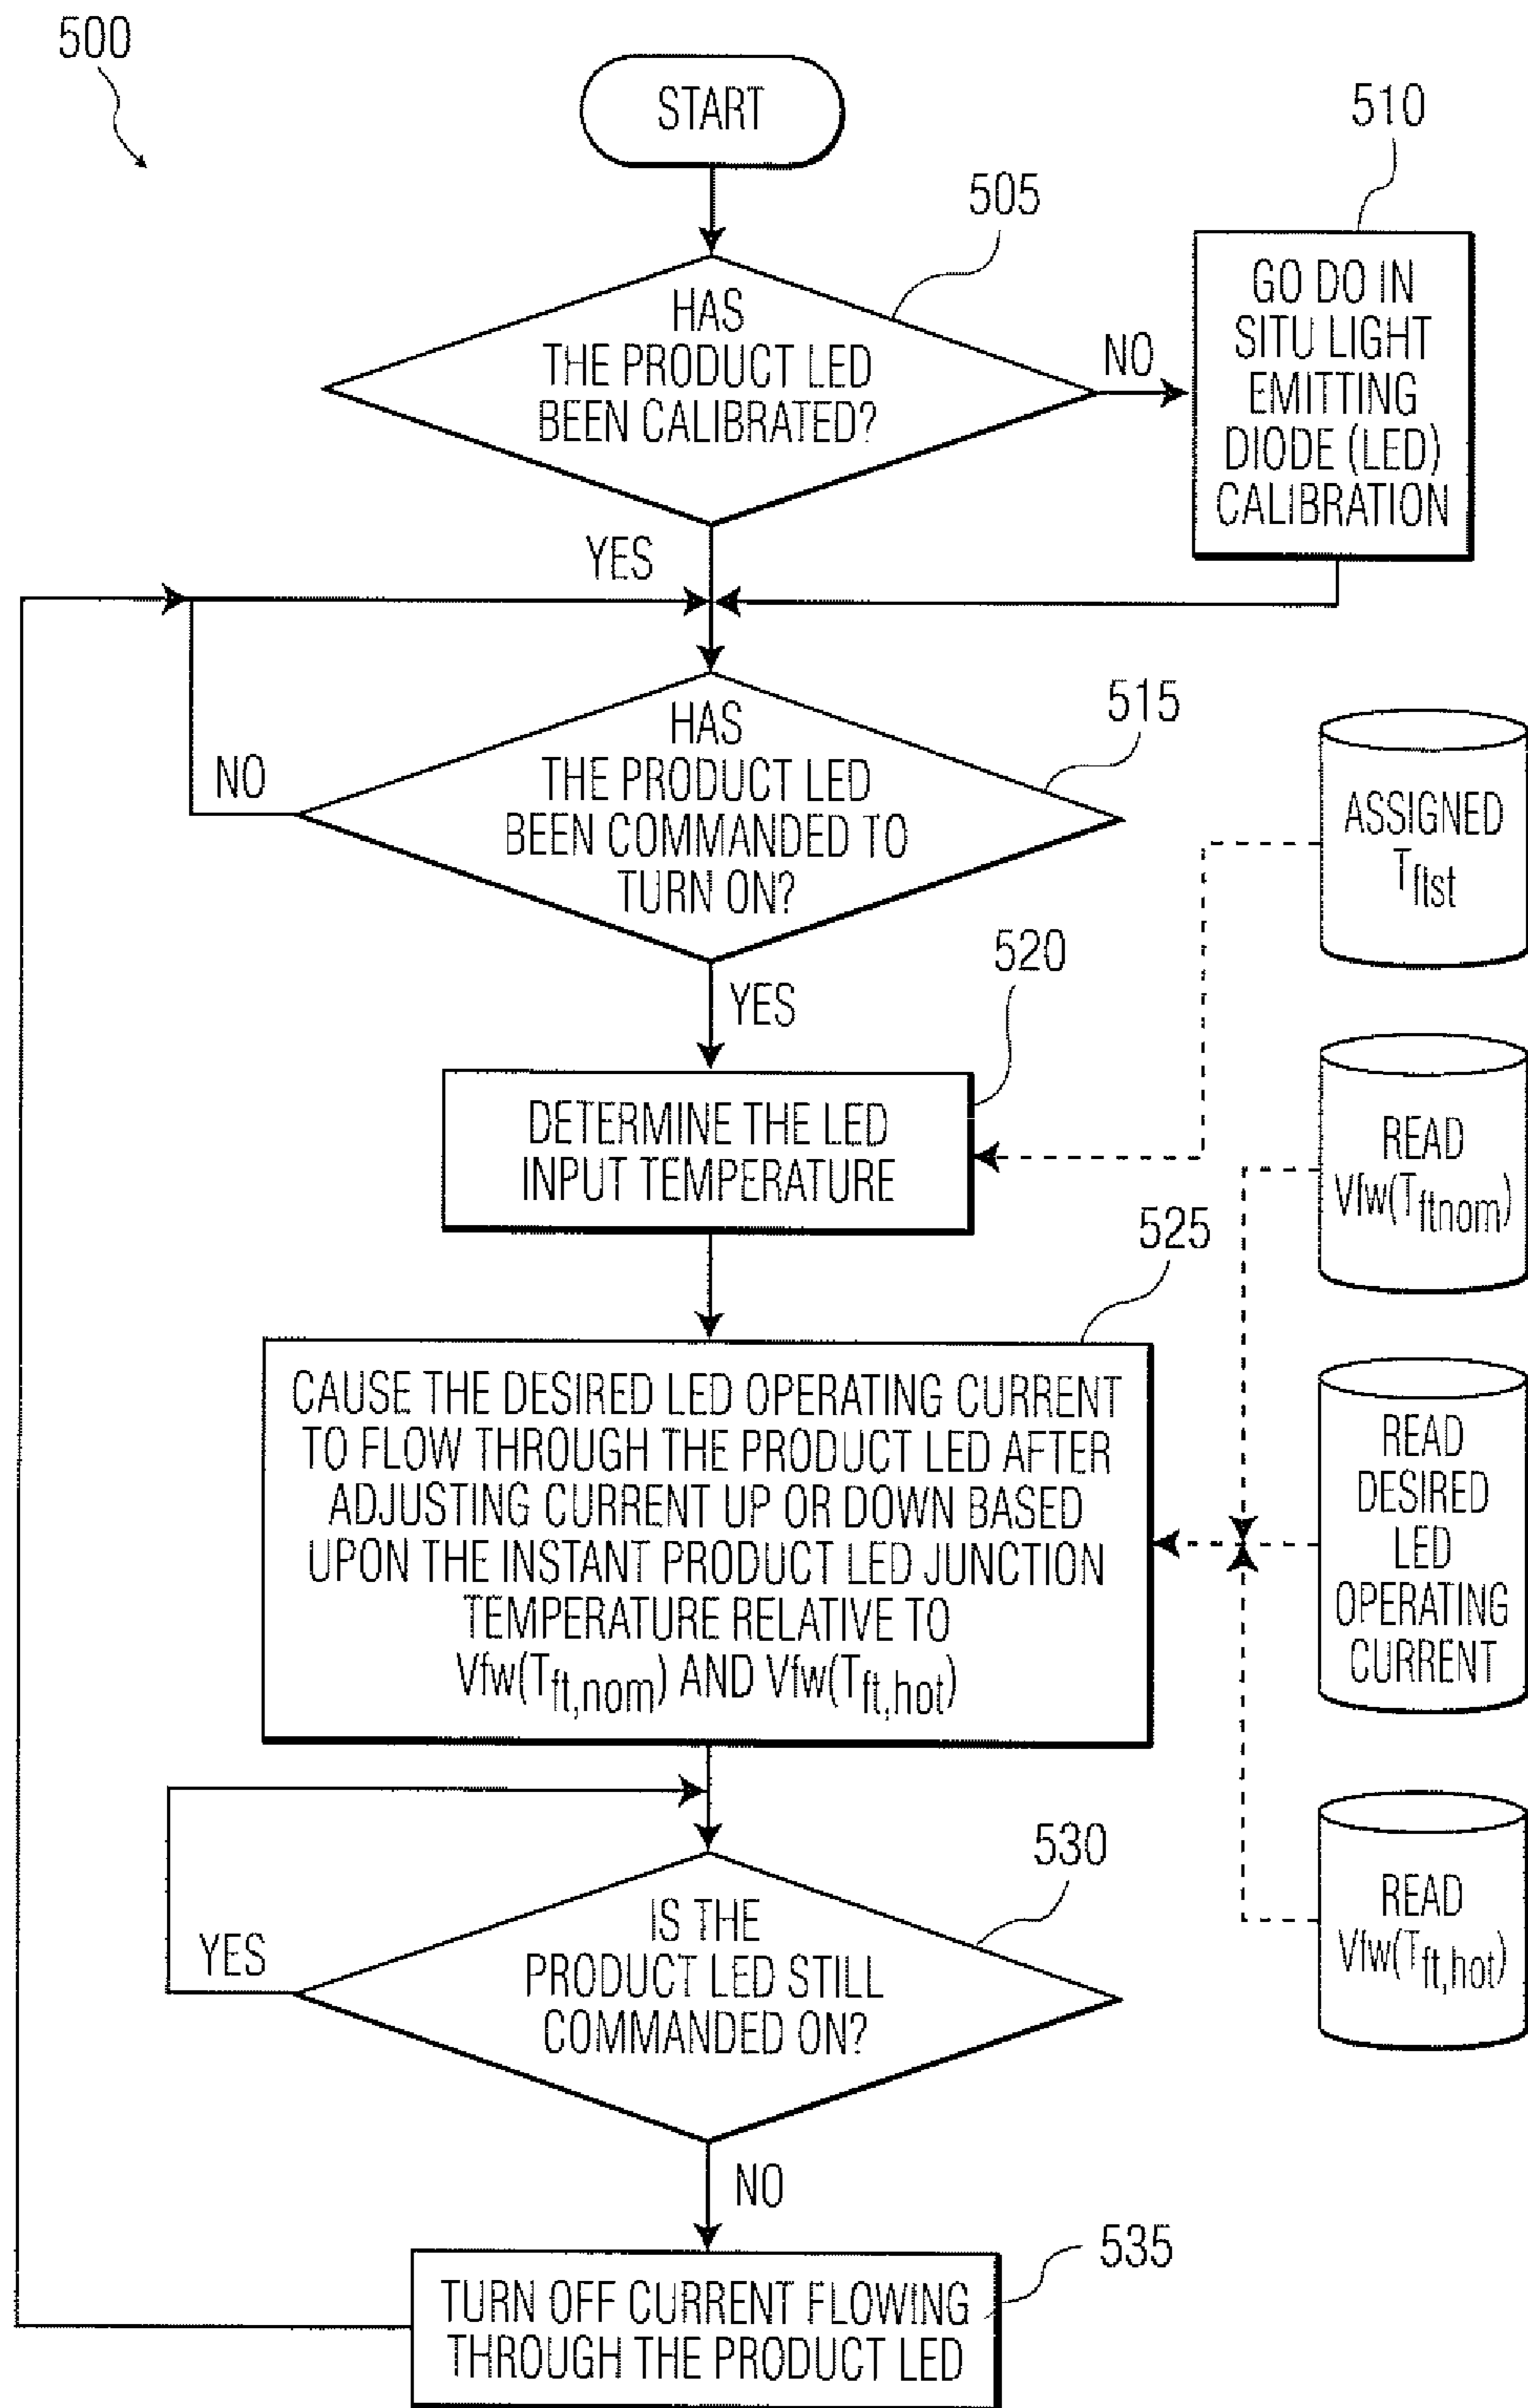 500
START
510
505
HAS
THE PRODUCT LED
BEEN CALIBRATED?
NO
GO DO IN
SITU LIGHT
EMITTING
DIODE (LED)
CALIBRATION
YES
515
HAS
THE PRODUCT LED
BEEN COMMANDED TO
TURN ON?
NO
ASSIGNED
Tftst
YES
520
DETERMINE THE LED
INPUT TEMPERATURE
READ
Vfw(Tftnom)
525
CAUSE THE DESIRED LED OPERATING CURRENT
TO FLOW THROUGH THE PRODUCT LED AFTER
ADJUSTING CURRENT UP OR DOWN BASED
UPON THE INSTANT PRODUCT LED JUNCTION
TEMPERATURE RELATIVE TO
Vfw(Tft,nom) AND Vfw(Tft,hot)
READ
DESIRED
LED
OPERATING
CURRENT
530
IS THE
PRODUCT LED STILL
COMMANDED ON?
YES
READ
Vfw(Tft,hot)
NO
535
TURN OFF CURRENT FLOWING
THROUGH THE PRODUCT LED